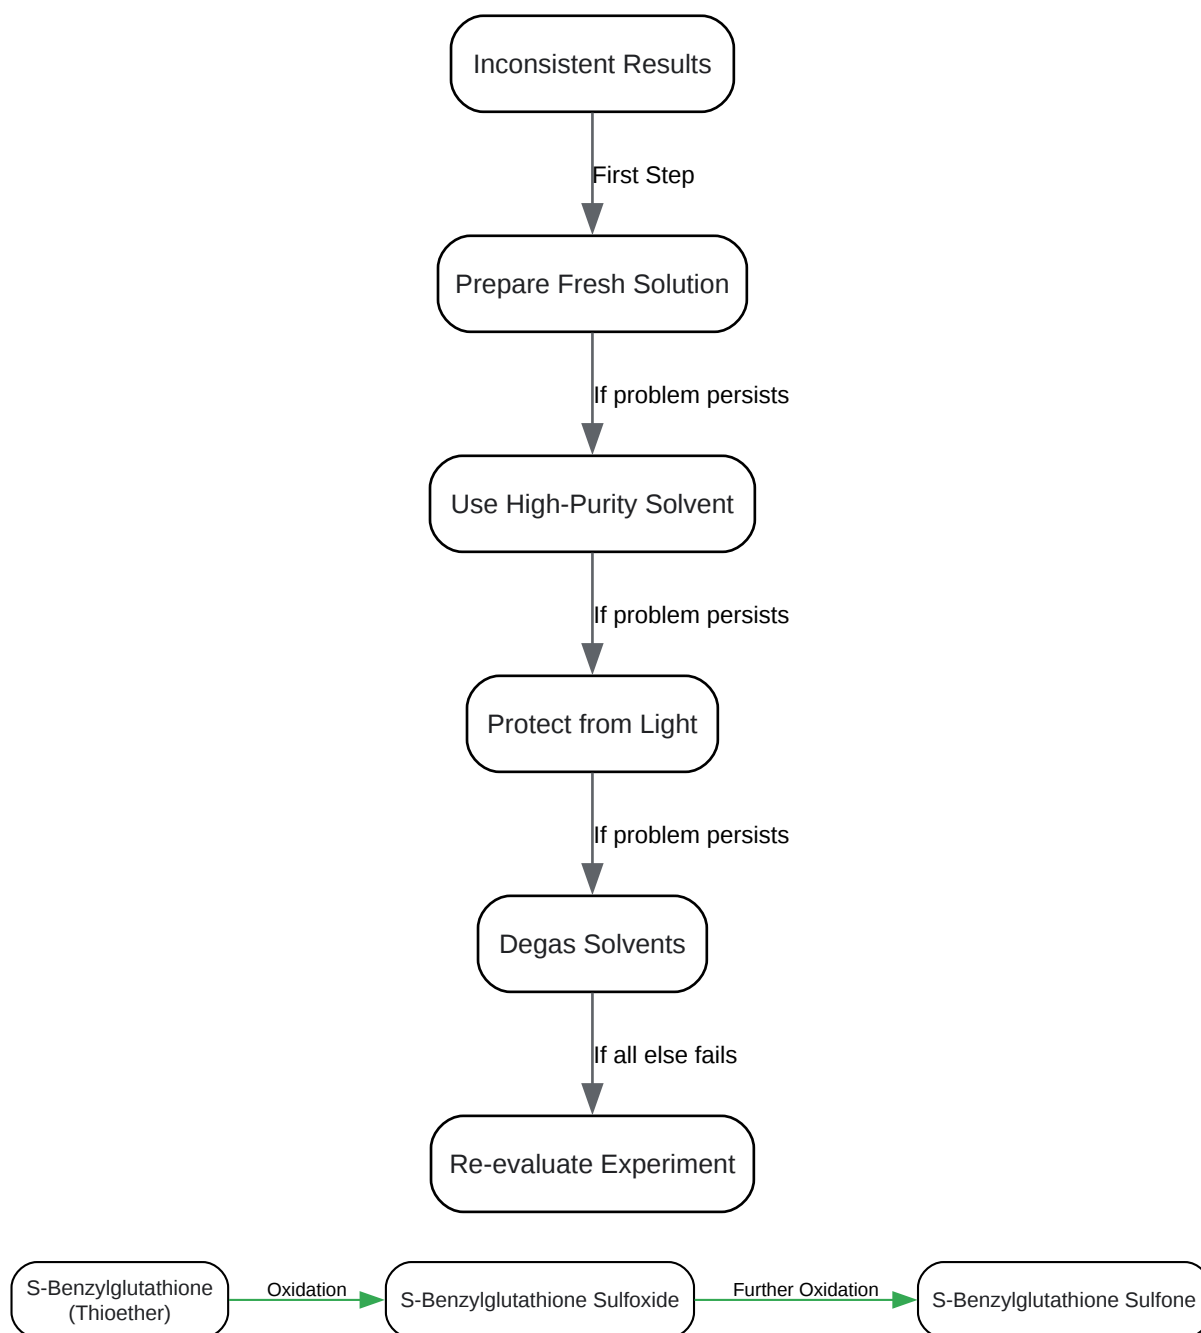 Inconsistent Results
First Step
Prepare Fresh Solution
If problem persists
Use High-Purity Solvent
If problem persists
Protect from Light
If problem persists
Degas Solvents
If all else fails
Re-evaluate Experiment
S-Benzylglutathione
(Thioether)
Oxidation
S-Benzylglutathione Sulfoxide
Further Oxidation
S-Benzylglutathione Sulfone